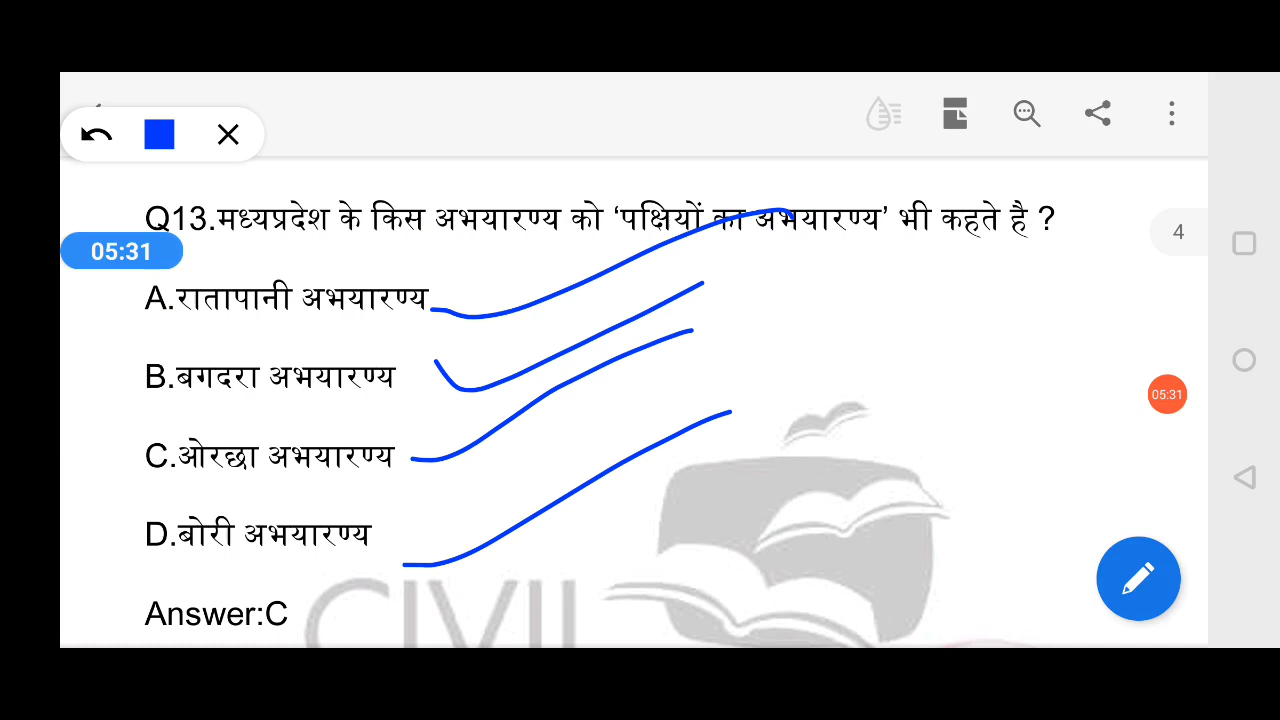 Q13.मध्यप्रदेश के किस अभयारण्य को ‘पक्षियों का अभयारण्य’ भी कहते है ?
4
05:31
A.रातापानी अभयारण्य
B.बगदरा अभयारण्य
05:31
C.ओरछा अभयारण्य
D.बोरी अभयारण्य
Answer:C
CIVIL